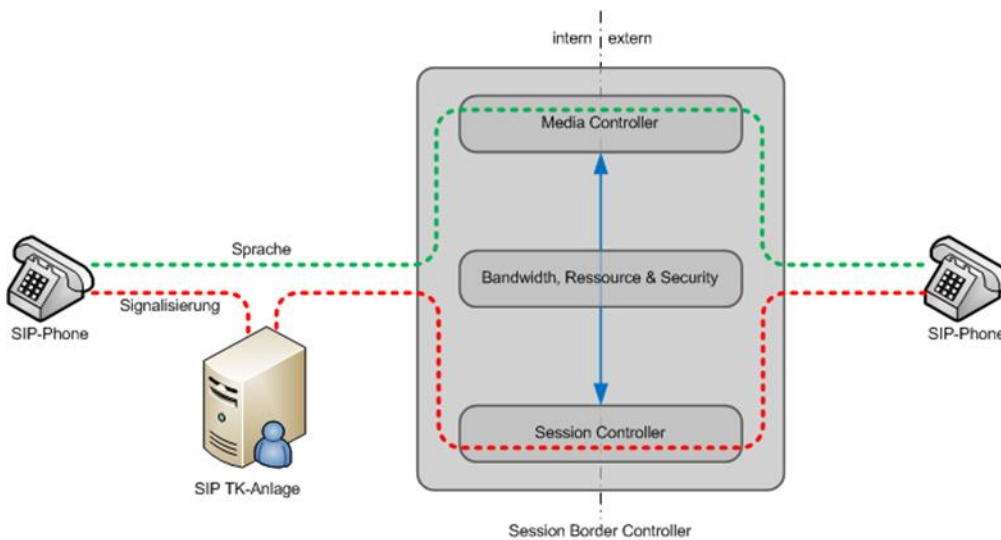 intern extern
Media Controller
Sprache
Bandwidth, Ressource & Security
Signalisierung
SIP-Phone
SIP-Phone
Session Controller
SIP TK-Anlage
Session Border Controller